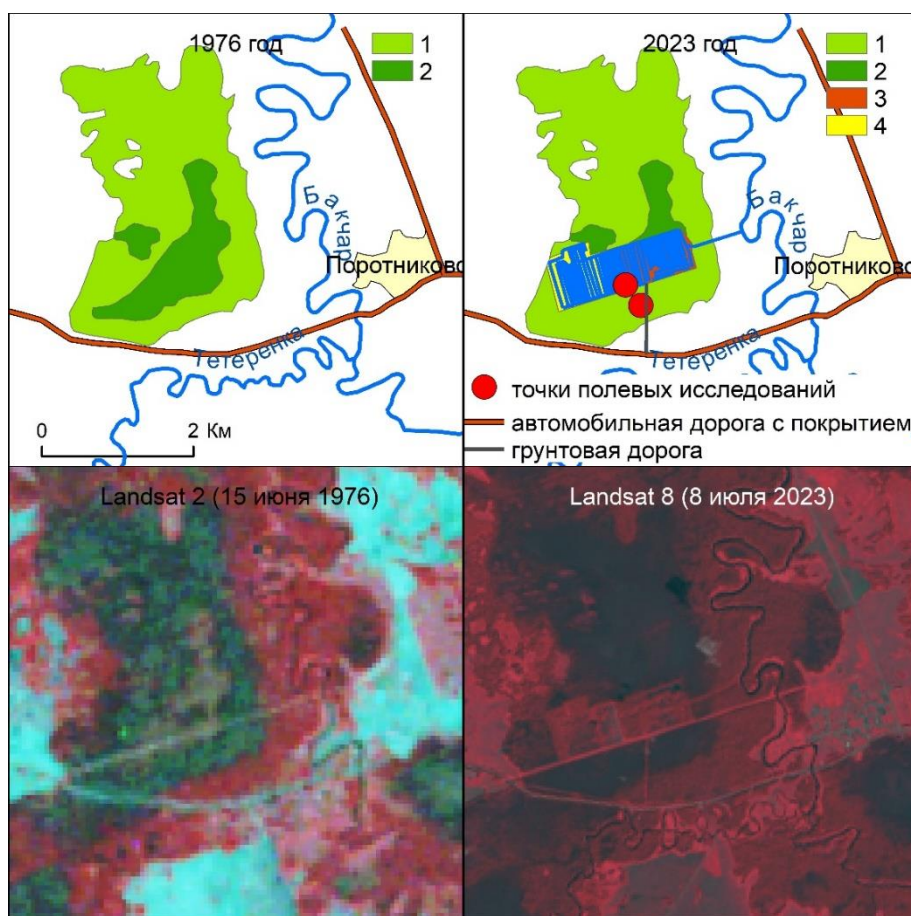 1976 год
1
2
Бакчар
Поротниково
Тетеренка
0 2 Км
2023 год
1
2
3
4
Бакчар
Поротниково
Тетеренка
точки полевых исследований
автомобильная дорога с покрытием
грунтовая дорога
Landsat 2 (15 июня 1976)
Landsat 8 (8 июля 2023)